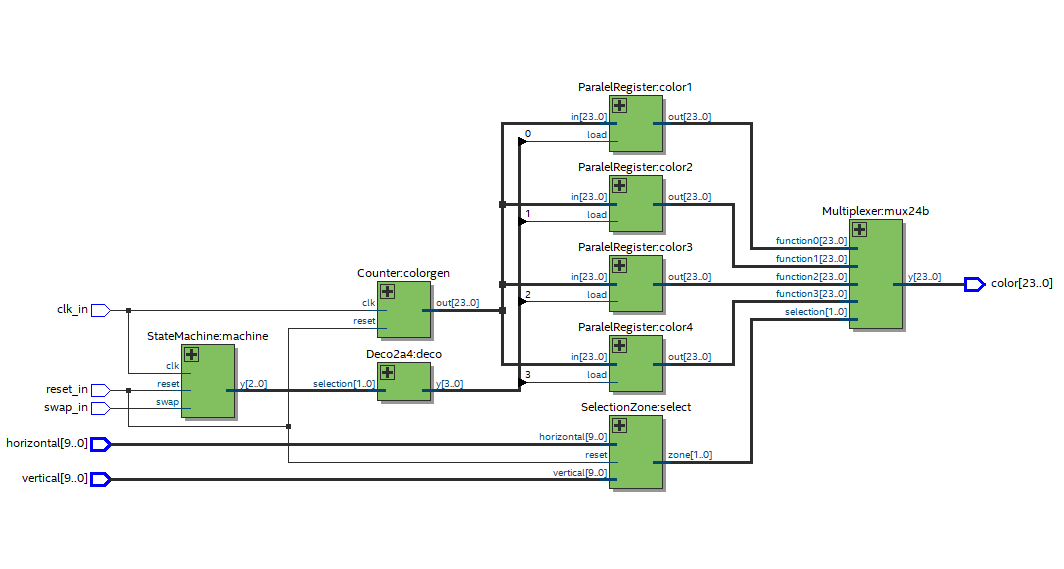 ParalelRegister:color1
in[23..0]
out[23..0]
0
load
ParalelRegister:color2
in[23..0]
out[23..0]
1
load
Multiplexer:mux24b
function0[23..0]
function1[23..0]
function2[23..0]
function3[23..0]
selection[1..0]
y[23..0]
color[23..0]
ParalelRegister:color3
in[23..0]
out[23..0]
2
load
Counter:colorgen
clk
out[23..0]
reset
clk_in
ParalelRegister:color4
in[23..0]
out[23..0]
3
load
StateMachine:machine
clk
reset
swap
y[2..0]
Deco2a4:deco
selection[1..0]
y[3..0]
reset_in
swap_in
SelectionZone:select
horizontal[9..0]
reset
zone[1..0]
vertical[9..0]
horizontal[9..0]
vertical[9..0]